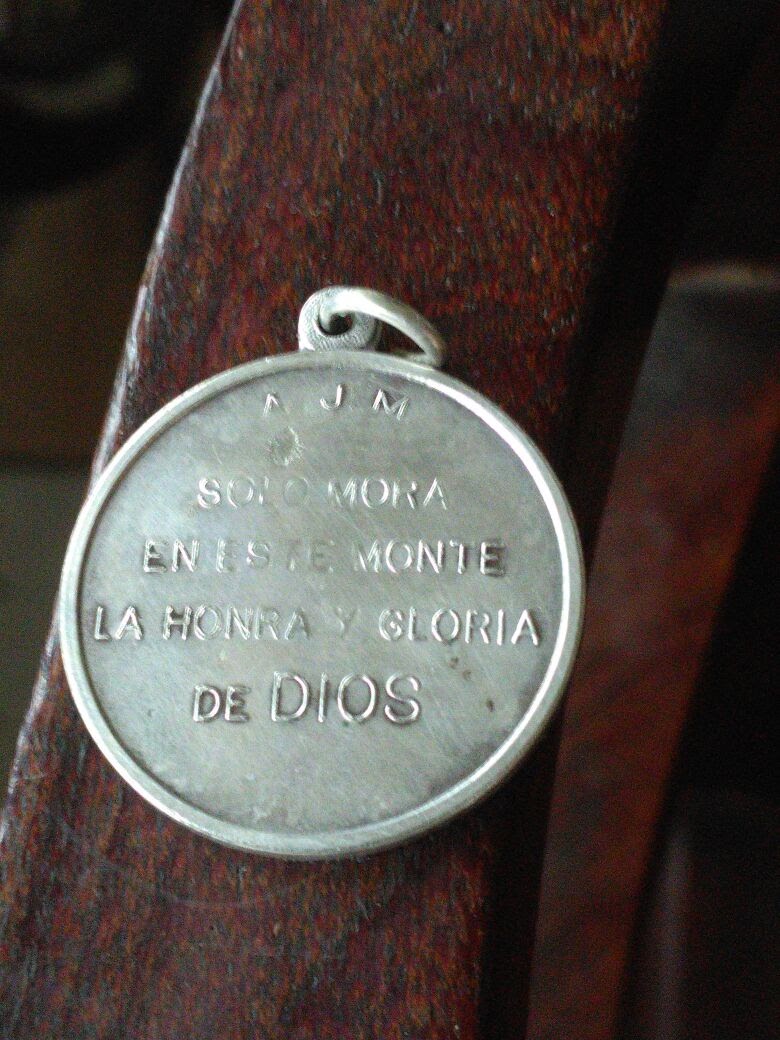 A J M
SOLO MORA
EN ESTE MONTE
LA HONRA Y GLORIA
DE DIOS